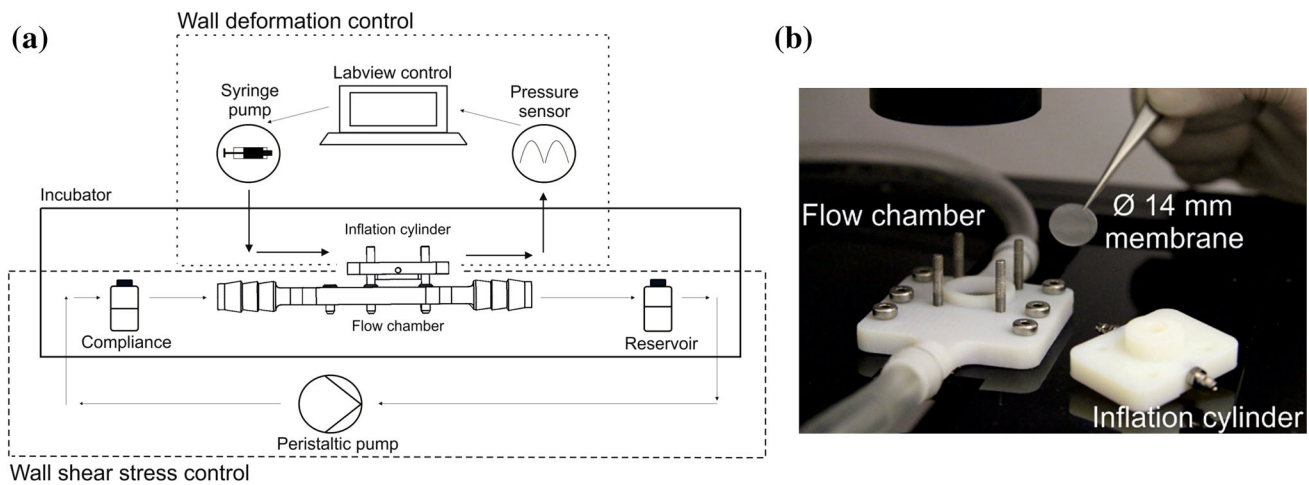 (a)
Wall deformation control
Labview control
Syringe
pump
Pressure
sensor
Incubator
Inflation cylinder
Flow chamber
Compliance
Reservoir
Peristaltic pump
Wall shear stress control
(b)
Flow chamber
Ø 14 mm
membrane
Inflation cylinder